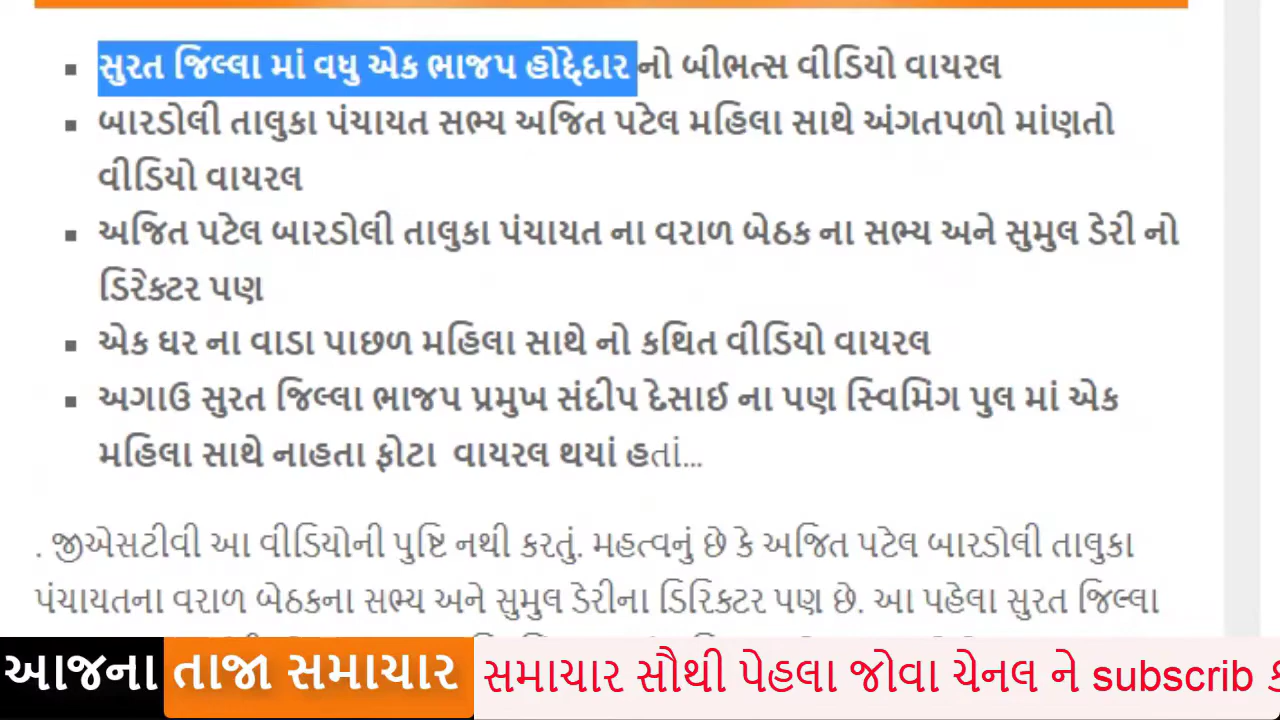 સુરત જિલ્લા માં વધુ એક ભાજપ હોદ્દેદાર નો બીભત્સ વીડિયો વાયરલ
બારડોલી તાલુકા પંચાયત સભ્ય અજિત પટેલ મહિલા સાથે અંગતપળો માંણતો
વીડિયો વાયરલ
અજિત પટેલ બારડોલી તાલુકા પંચાયત ના વરાળ બેઠક ના સભ્ય અને સુમુલ ડેરી નો
ડિરેક્ટર પણ
એક ઘર ના વાડા પાછળ મહિલા સાથે નો કથિત વીડિયો વાયરલ
અગાઉ સુરત જિલ્લા ભાજપ પ્રમુખ સંદીપ દેસાઈ ના પણ સ્વિમિંગ પુલ માં એક
મહિલા સાથે નાહતા ફોટા વાયરલ થયાં હતાં...
. જીએસટીવી આ વીડિયોની પુષ્ટિ નથી કરતું. મહત્વનું છે કે અજિત પટેલ બારડોલી તાલુકા
પંચાયતના વરાળ બેઠકના સભ્ય અને સુમુલ ડેરીના ડિરિક્ટર પણ છે. આ પહેલા સુરત જિલ્લા
આજના તાજા સમાચાર સમાચાર સૌથી પેહલા જોવા ચેનલ ને subscrib